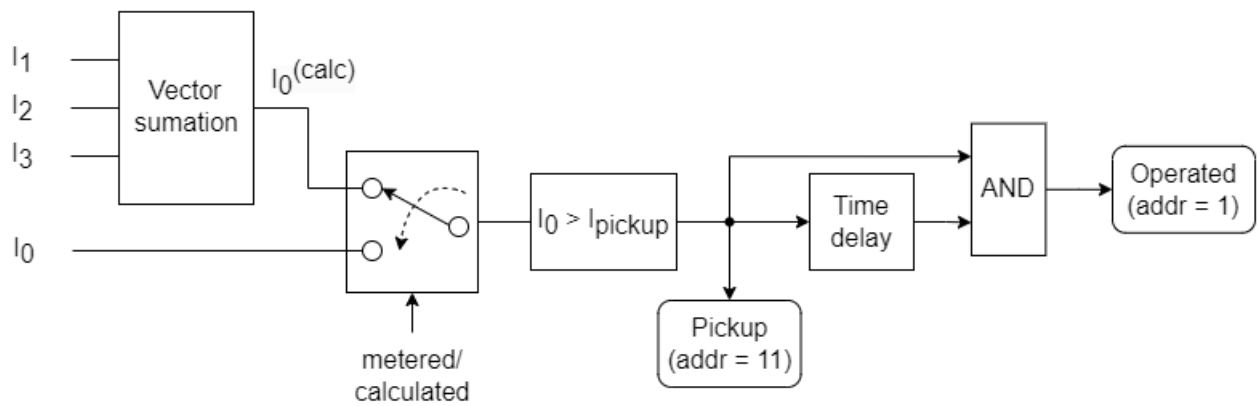 I₁
I₂
I₃
Vector
sumation
I₀(calc)
I₀
metered/
calculated
I₀ > Ipickup
Pickup
(addr = 11)
Time
delay
AND
Operated
(addr = 1)